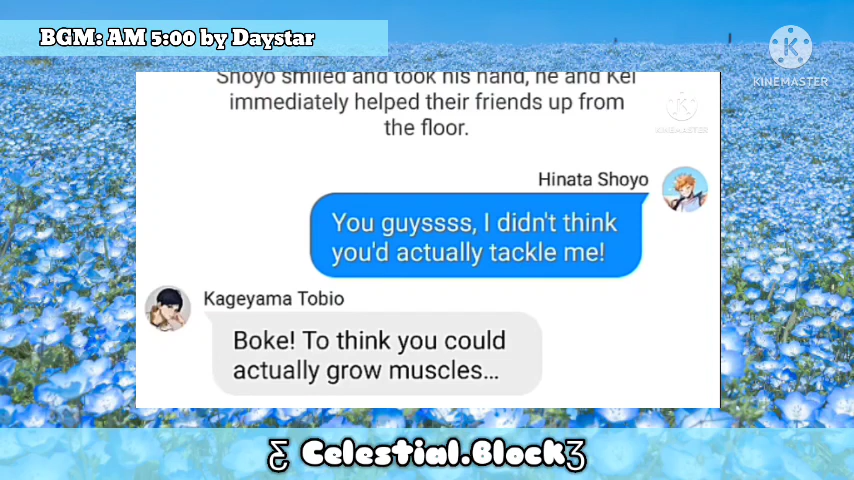 BGM: AM 5:00 by Daystar
KINEMASTER
Shoyo smiled and took his hand, he and Kei
immediately helped their friends up from
the floor.
KINEMASTER
Hinata Shoyo
You guyssss, I didn't think
you'd actually tackle me!
Kageyama Tobio
Boke! To think you could
actually grow muscles...
Ƹ Celestial.Block Ʒ